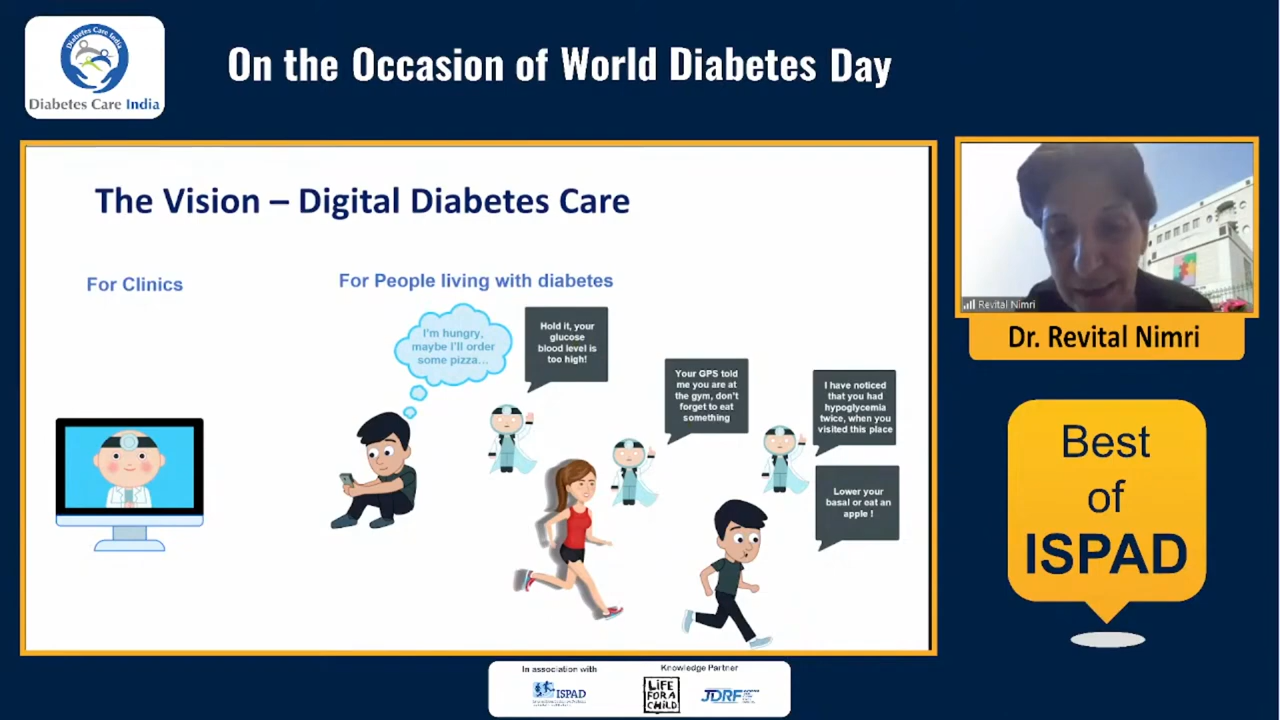 Diabetes Care India
Diabetes Care India
On the Occasion of World Diabetes Day
The Vision – Digital Diabetes Care
For Clinics
For People living with diabetes
I'm hungry,
maybe I'll order
some pizza...
Hold it, your
glucose
blood level is
too high!
Your GPS told
me you are at
the gym, don't
forget to eat
something
I have noticed
that you had
hypoglycemia
twice, when you
visited this place
Lower your
basal or eat an
apple !
Revital Nimri
Dr. Revital Nimri
Best
of
ISPAD
In association with
ISPAD
Knowledge Partner
LiFE
FOR A
CHILD
JDRF